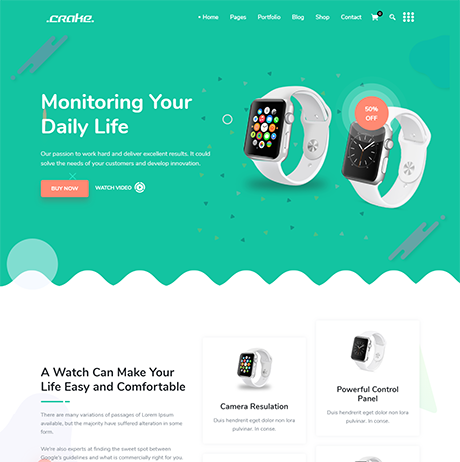 .CRAKE.
Home Pages Portfolio Blog Shop Contact 0
Monitoring Your
Daily Life
50%
OFF
Our passion to work hard and deliver excellent results. It could
solve the needs of your customers and develop innovation.
BUY NOW WATCH VIDEO
A Watch Can Make Your
Life Easy and Comfortable
There are many variations of passages of Lorem Ipsum
available, but the majority have suffered alteration in some
form.
We're also experts at finding the sweet spot between
Google's guidelines and what is commercially right for you.
Camera Resulation
Duis hendrent eget dolor non lora
pulvinar. In conse.
Powerful Control
Panel
Duis hendrent eget dolor non lora
pulvinar. In conse.